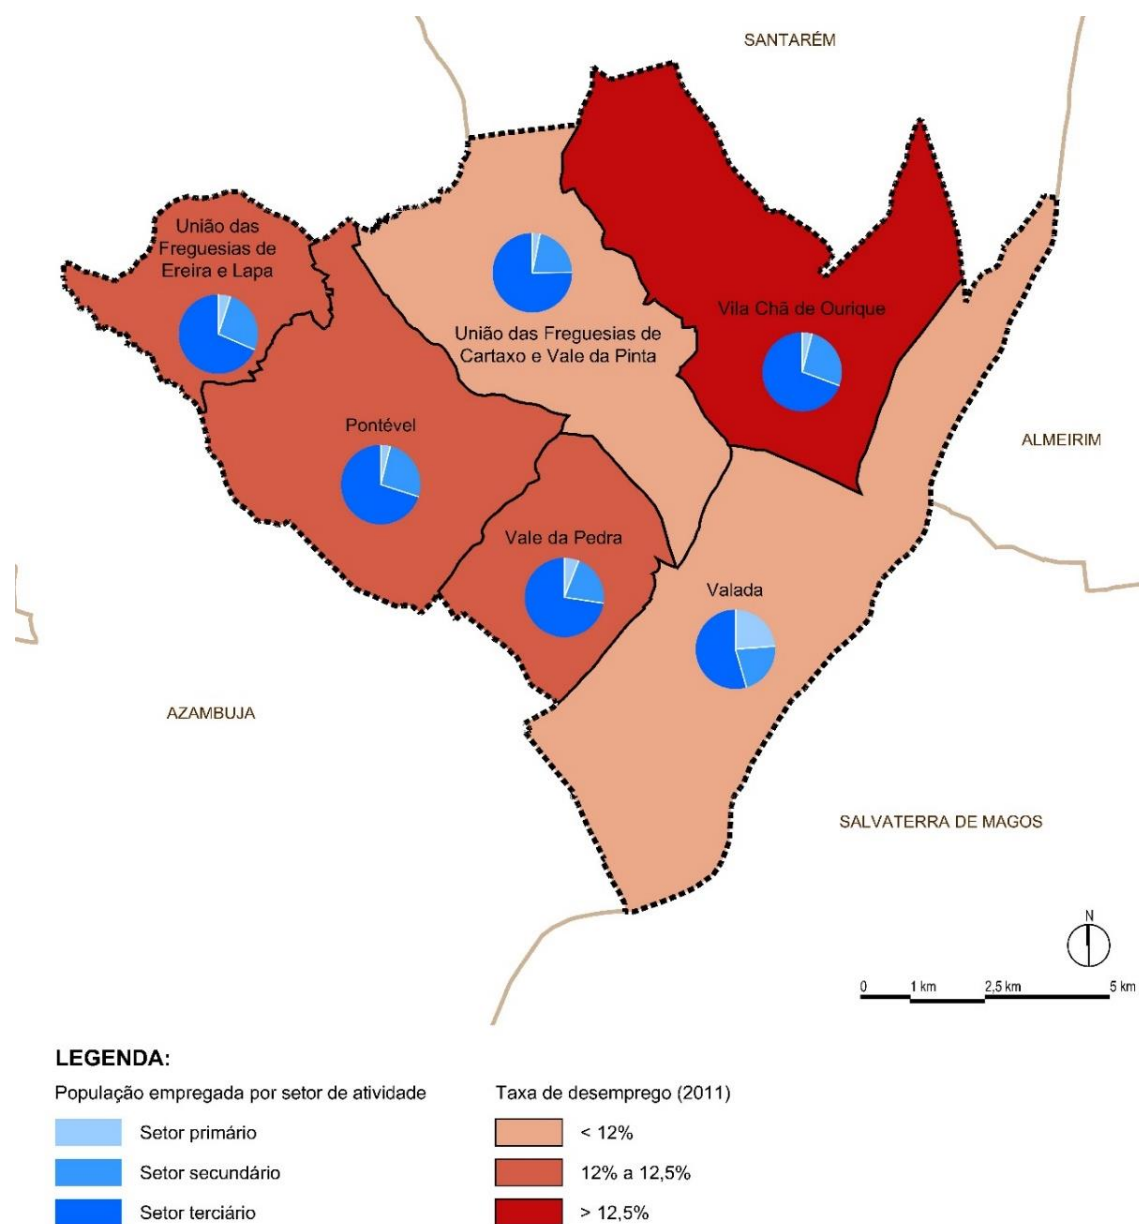 SANTARÉM
União das
Freguesias de
Ereira e Lapa
União das Freguesias de
Cartaxo e Vale da Pinta
Vila Chã de Ourique
Pontével
ALMEIRIM
Vale da Pedra
Valada
AZAMBUJA
SALVATERRA DE MAGOS
N
0 1 km 2,5 km 5 km
LEGENDA:
População empregada por setor de atividade
Setor primário
Setor secundário
Setor terciário
Taxa de desemprego (2011)
< 12%
12% a 12,5%
> 12,5%